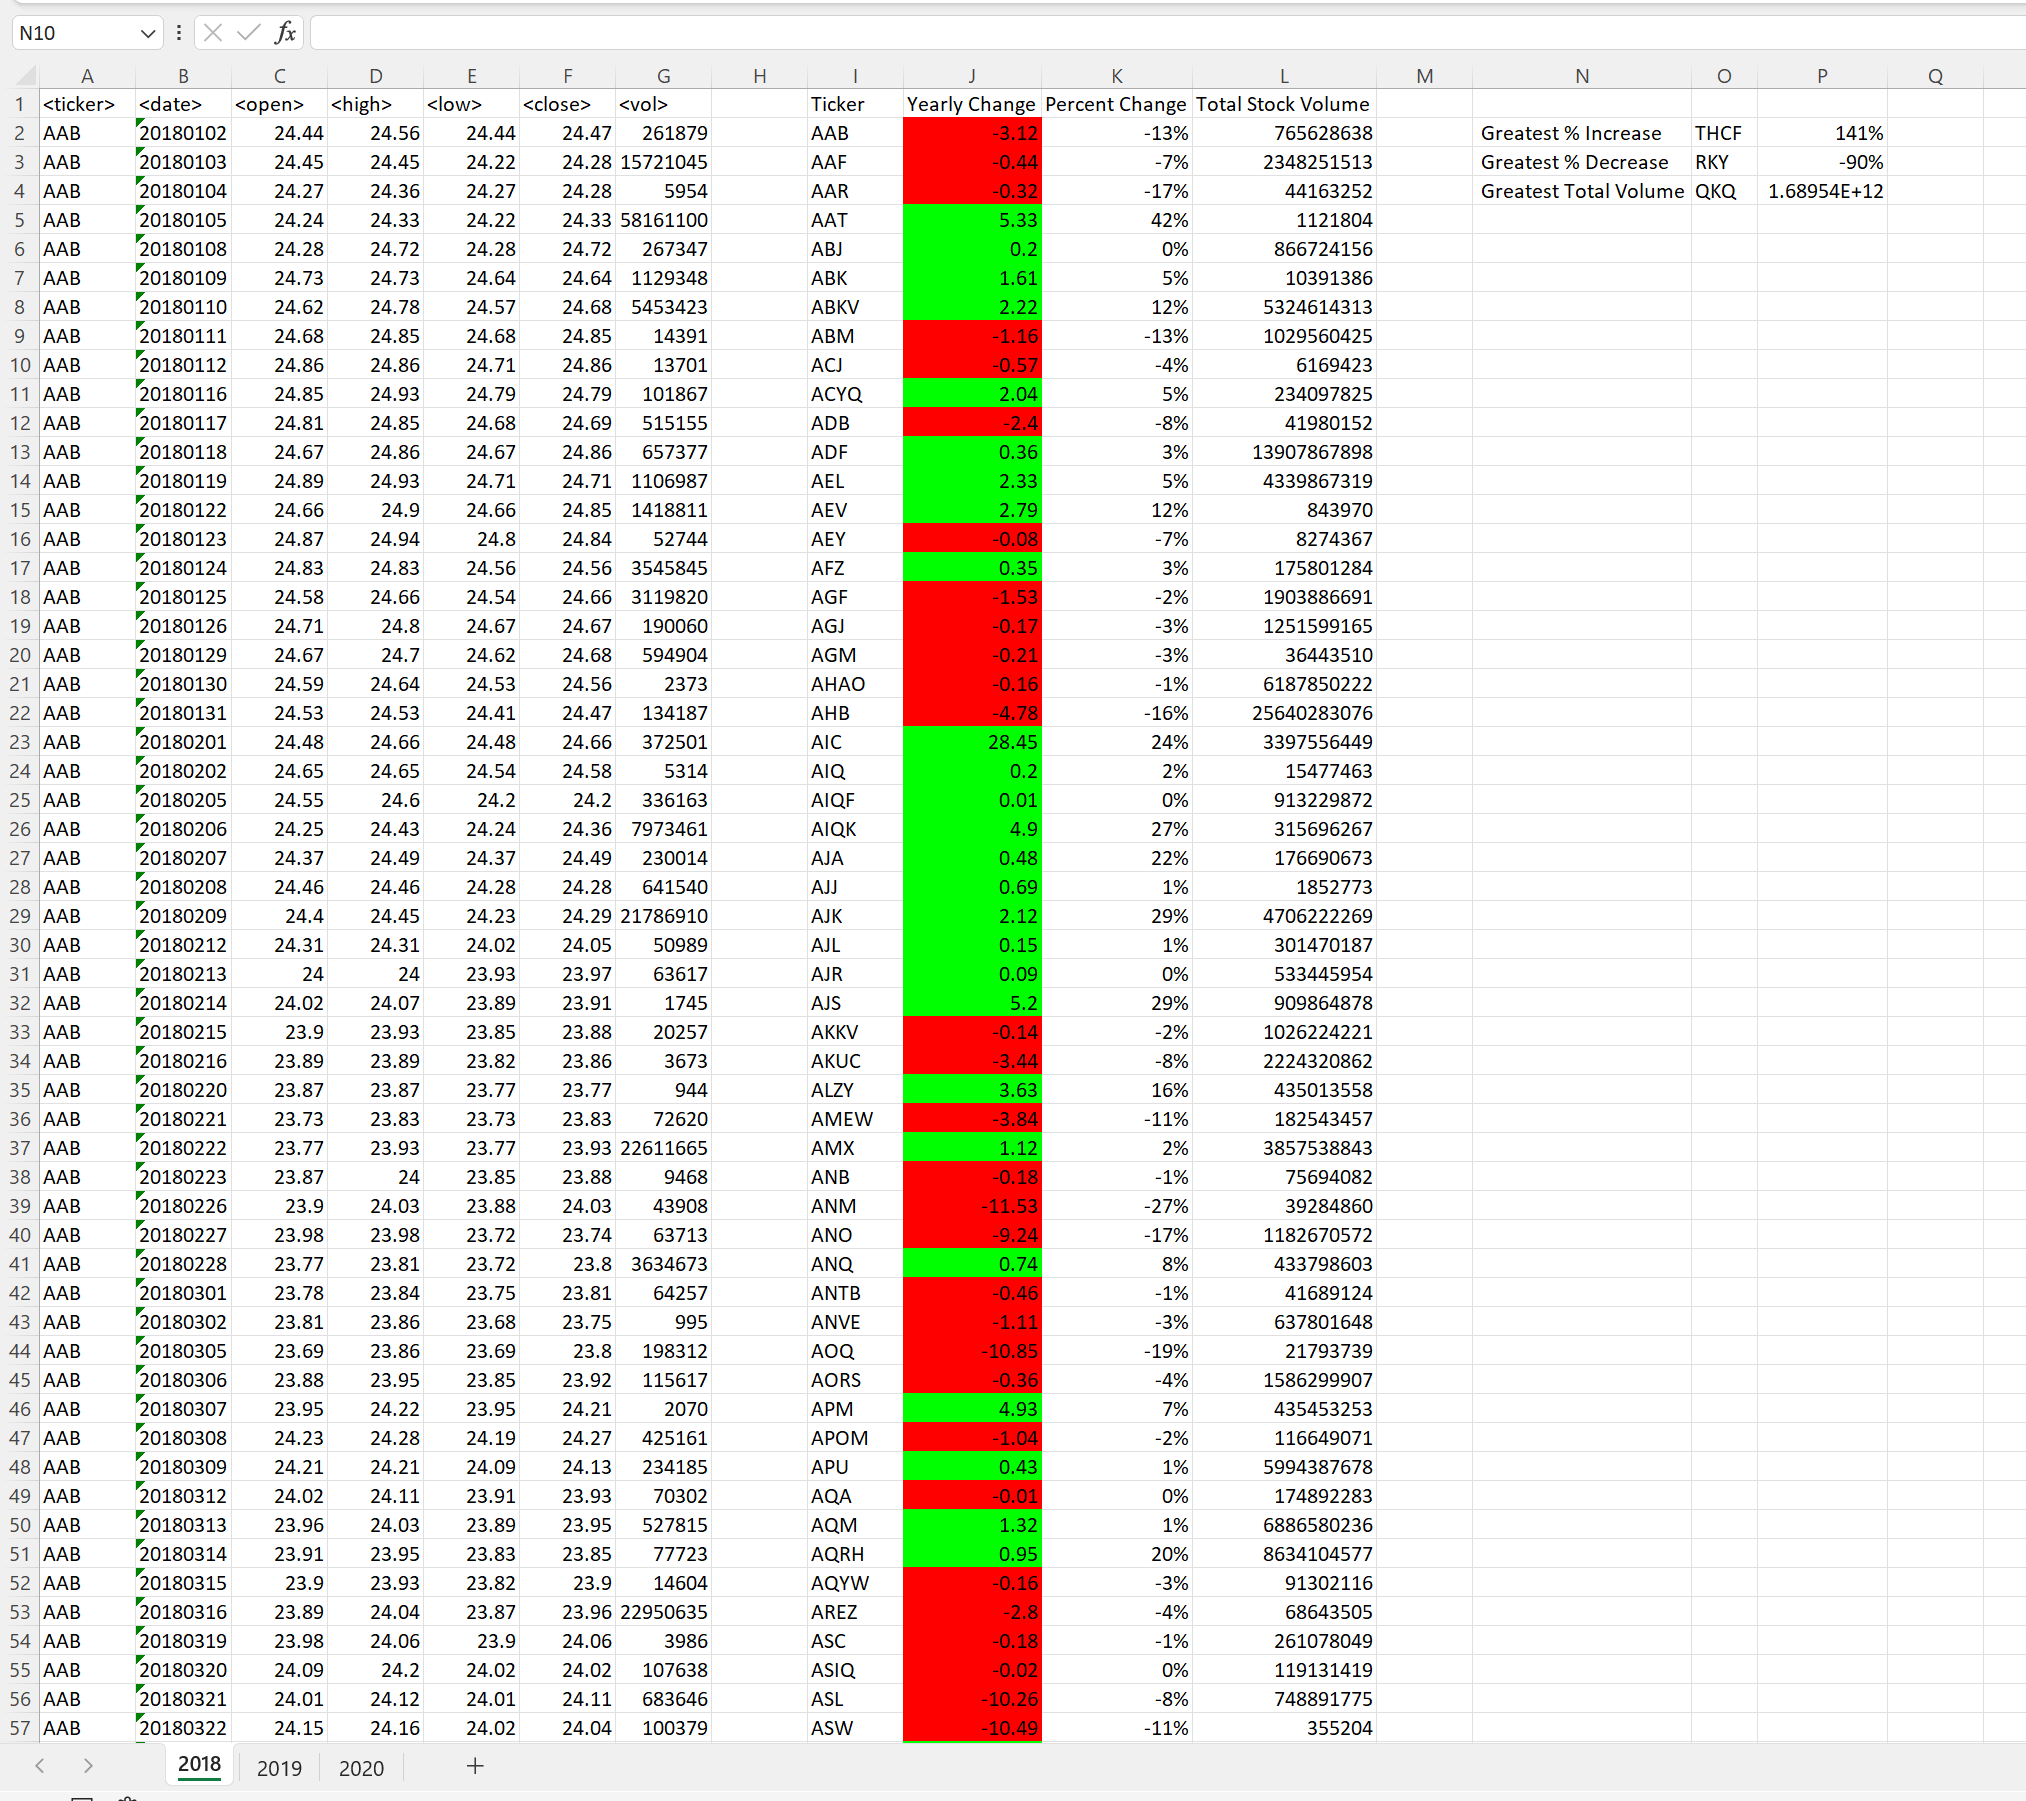 N10 fx
A B C D E F G H I J K L M N O P Q
1 <ticker> <date> <open> <high> <low> <close> <vol> Ticker Yearly Change Percent Change Total Stock Volume
2 AAB 20180102 24.44 24.56 24.44 24.47 261879 AAB -3.12 -13% 765628638 Greatest % Increase THCF 141%
3 AAB 20180103 24.45 24.45 24.22 24.28 15721045 AAF -0.44 -7% 2348251513 Greatest % Decrease RKY -90%
4 AAB 20180104 24.27 24.36 24.27 24.28 5954 AAR -0.32 -17% 44163252 Greatest Total Volume QKQ 1.68954E+12
5 AAB 20180105 24.24 24.33 24.22 24.33 58161100 AAT 5.33 42% 1121804
6 AAB 20180108 24.28 24.72 24.28 24.72 267347 ABJ 0.2 0% 866724156
7 AAB 20180109 24.73 24.73 24.64 24.64 1129348 ABK 1.61 5% 10391386
8 AAB 20180110 24.62 24.78 24.57 24.68 5453423 ABKV 2.22 12% 5324614313
9 AAB 20180111 24.68 24.85 24.68 24.85 14391 ABM -1.16 -13% 1029560425
10 AAB 20180112 24.86 24.86 24.71 24.86 13701 ACJ -0.57 -4% 6169423
11 AAB 20180116 24.85 24.93 24.79 24.79 101867 ACYQ 2.04 5% 234097825
12 AAB 20180117 24.81 24.85 24.68 24.69 515155 ADB -2.4 -8% 41980152
13 AAB 20180118 24.67 24.86 24.67 24.86 657377 ADF 0.36 3% 13907867898
14 AAB 20180119 24.89 24.93 24.71 24.71 1106987 AEL 2.33 5% 4339867319
15 AAB 20180122 24.66 24.9 24.66 24.85 1418811 AEV 2.79 12% 843970
16 AAB 20180123 24.87 24.94 24.8 24.84 52744 AEY -0.08 -7% 8274367
17 AAB 20180124 24.83 24.83 24.56 24.56 3545845 AFZ 0.35 3% 175801284
18 AAB 20180125 24.58 24.66 24.54 24.66 3119820 AGF -1.53 -2% 1903886691
19 AAB 20180126 24.71 24.8 24.67 24.67 190060 AGJ -0.17 -3% 1251599165
20 AAB 20180129 24.67 24.7 24.62 24.68 594904 AGM -0.21 -3% 36443510
21 AAB 20180130 24.59 24.64 24.53 24.56 2373 AHAO -0.16 -1% 6187850222
22 AAB 20180131 24.53 24.53 24.41 24.47 134187 AHB -4.78 -16% 25640283076
23 AAB 20180201 24.48 24.66 24.48 24.66 372501 AIC 28.45 24% 3397556449
24 AAB 20180202 24.65 24.65 24.54 24.58 5314 AIQ 0.2 2% 15477463
25 AAB 20180205 24.55 24.6 24.2 24.2 336163 AIQF 0.01 0% 913229872
26 AAB 20180206 24.25 24.43 24.24 24.36 7973461 AIQK 4.9 27% 315696267
27 AAB 20180207 24.37 24.49 24.37 24.49 230014 AJA 0.48 22% 176690673
28 AAB 20180208 24.46 24.46 24.28 24.28 641540 AJJ 0.69 1% 1852773
29 AAB 20180209 24.4 24.45 24.23 24.29 21786910 AJK 2.12 29% 4706222269
30 AAB 20180212 24.31 24.31 24.02 24.05 50989 AJL 0.15 1% 301470187
31 AAB 20180213 24 24 23.93 23.97 63617 AJR 0.09 0% 533445954
32 AAB 20180214 24.02 24.07 23.89 23.91 1745 AJS 5.2 29% 909864878
33 AAB 20180215 23.9 23.93 23.85 23.88 20257 AKKV -0.14 -2% 1026224221
34 AAB 20180216 23.89 23.89 23.82 23.86 3673 AKUC -3.44 -8% 2224320862
35 AAB 20180220 23.87 23.87 23.77 23.77 944 ALZY 3.63 16% 435013558
36 AAB 20180221 23.73 23.83 23.73 23.83 72620 AMEW -3.84 -11% 182543457
37 AAB 20180222 23.77 23.93 23.77 23.93 22611665 AMX 1.12 2% 3857538843
38 AAB 20180223 23.87 24 23.85 23.88 9468 ANB -0.18 -1% 75694082
39 AAB 20180226 23.9 24.03 23.88 24.03 43908 ANM -11.53 -27% 39284860
40 AAB 20180227 23.98 23.98 23.72 23.74 63713 ANO -9.24 -17% 1182670572
41 AAB 20180228 23.77 23.81 23.72 23.8 3634673 ANQ 0.74 8% 433798603
42 AAB 20180301 23.78 23.84 23.75 23.81 64257 ANTB -0.46 -1% 41689124
43 AAB 20180302 23.81 23.86 23.68 23.75 995 ANVE -1.11 -3% 637801648
44 AAB 20180305 23.69 23.86 23.69 23.8 198312 AOQ -10.85 -19% 21793739
45 AAB 20180306 23.88 23.95 23.85 23.92 115617 AORS -0.36 -4% 1586299907
46 AAB 20180307 23.95 24.22 23.95 24.21 2070 APM 4.93 7% 435453253
47 AAB 20180308 24.23 24.28 24.19 24.27 425161 APOM -1.04 -2% 116649071
48 AAB 20180309 24.21 24.21 24.09 24.13 234185 APU 0.43 1% 5994387678
49 AAB 20180312 24.02 24.11 23.91 23.93 70302 AQA -0.01 0% 174892283
50 AAB 20180313 23.96 24.03 23.89 23.95 527815 AQM 1.32 1% 6886580236
51 AAB 20180314 23.91 23.95 23.83 23.85 77723 AQRH 0.95 20% 8634104577
52 AAB 20180315 23.9 23.93 23.82 23.9 14604 AQYW -0.16 -3% 91302116
53 AAB 20180316 23.89 24.04 23.87 23.96 22950635 AREZ -2.8 -4% 68643505
54 AAB 20180319 23.98 24.06 23.9 24.06 3986 ASC -0.18 -1% 261078049
55 AAB 20180320 24.09 24.2 24.02 24.02 107638 ASIQ -0.02 0% 119131419
56 AAB 20180321 24.01 24.12 24.01 24.11 683646 ASL -10.26 -8% 748891775
57 AAB 20180322 24.15 24.16 24.02 24.04 100379 ASW -10.49 -11% 355204
2018 2019 2020